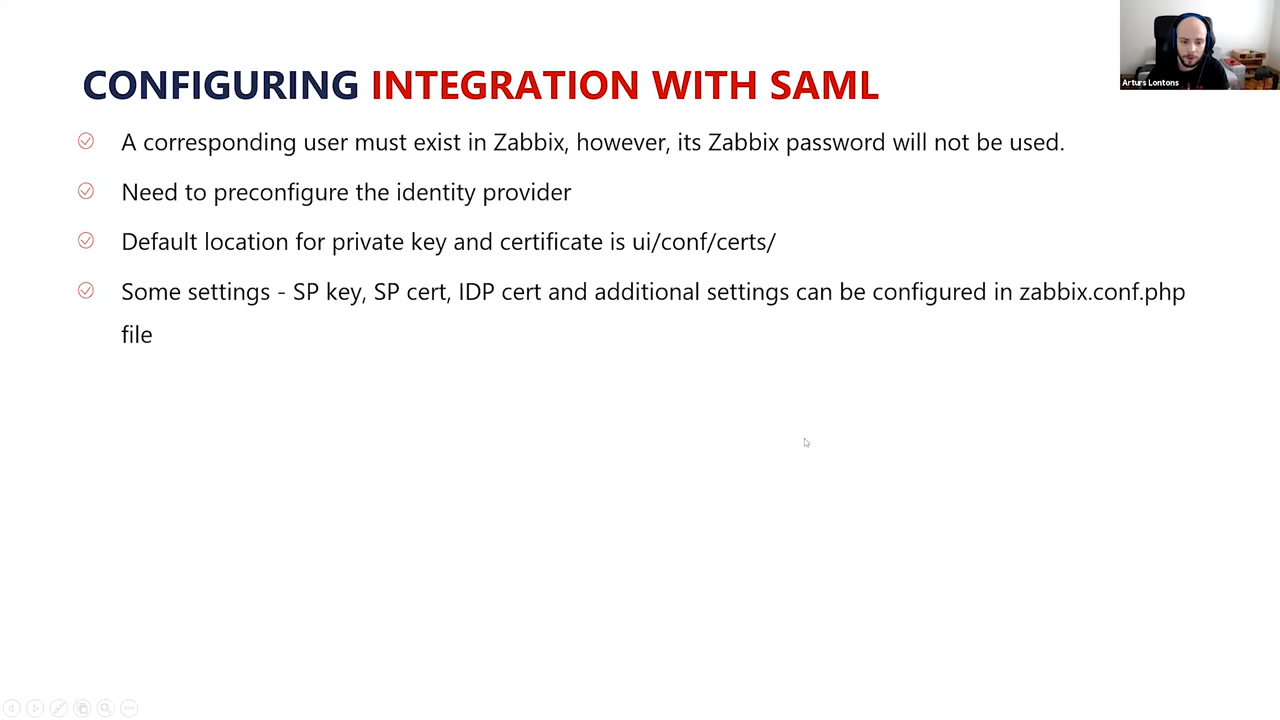 CONFIGURING INTEGRATION WITH SAML
Arturs Lontons
A corresponding user must exist in Zabbix, however, its Zabbix password will not be used.
Need to preconfigure the identity provider
Default location for private key and certificate is ui/conf/certs/
Some settings - SP key, SP cert, IDP cert and additional settings can be configured in zabbix.conf.php
file